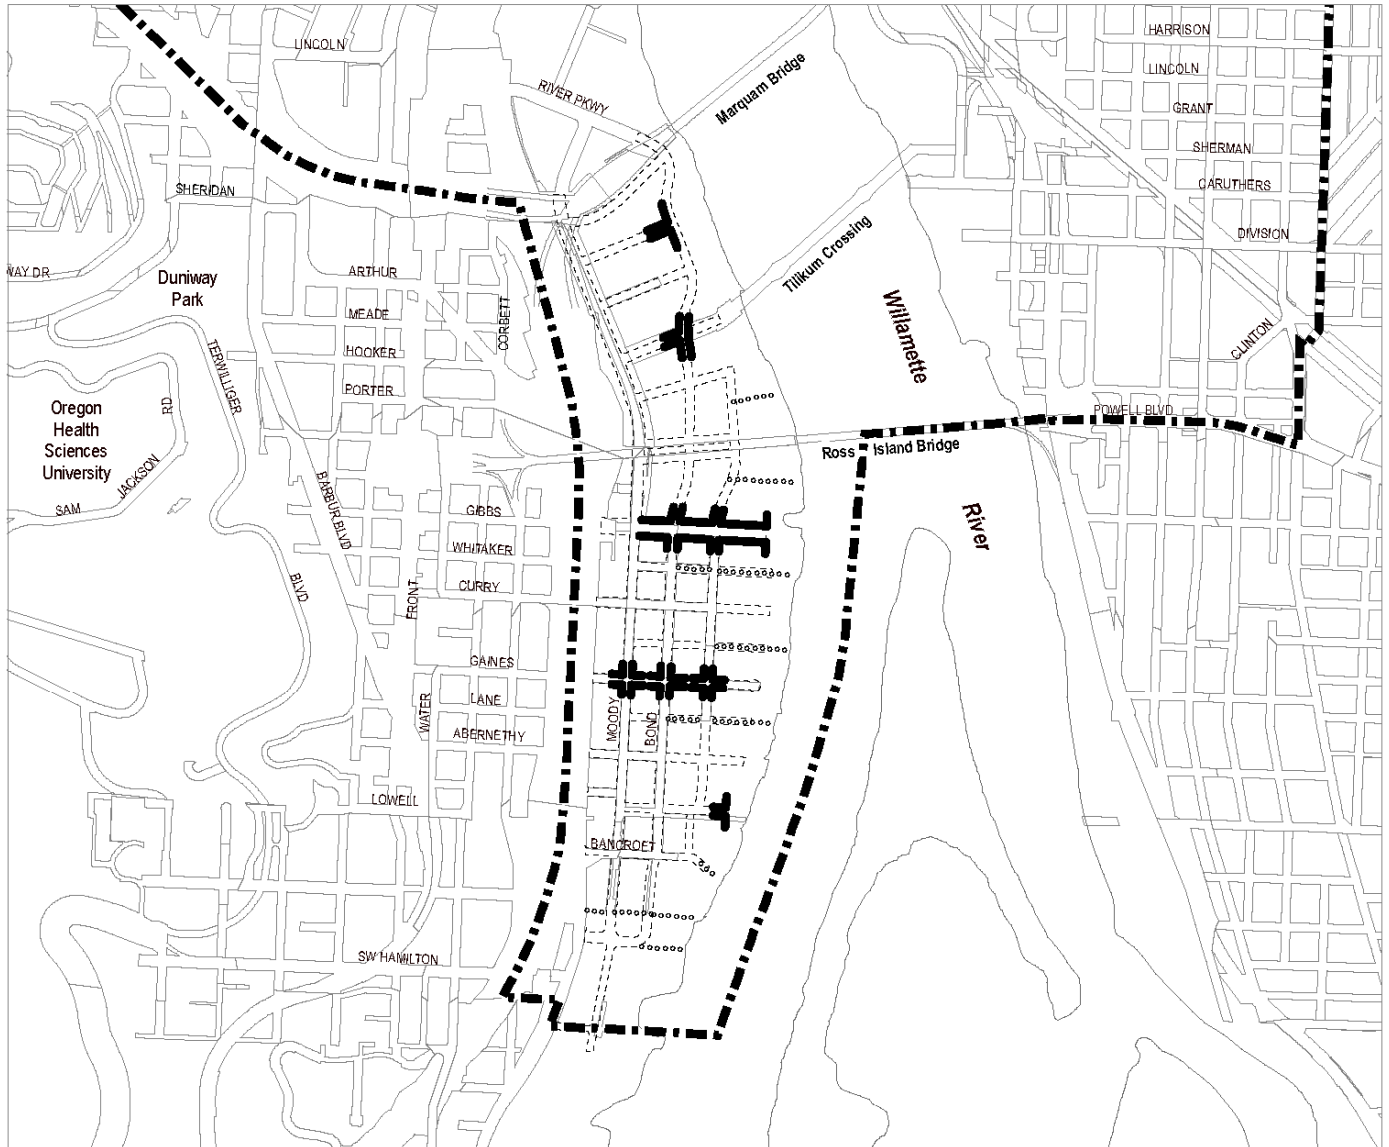 LINCOLN
RIVER PKWY
Marquam Bridge
HARRISON
LINCOLN
GRANT
SHERMAN
CARUTHERS
DIVISION
SHERIDAN
WAY DR
Duniway
Park
ARTHUR
MEADE
HOOKER
PORTER
CORBETT
Tilikum Crossing
Willamette
River
CLINTON
POWELL BLVD
Ross Island Bridge
TERWILLIGER
BLVD
Oregon
Health
Sciences
University
SAM
JACKSON
RD
BARBUR BLVD
GIBBS
WHITAKER
CURRY
FRONT
GAINES
LANE
WATER
ABERNETHY
MOODY
BOND
LOWELL
BANCROFT
SW HAMILTON